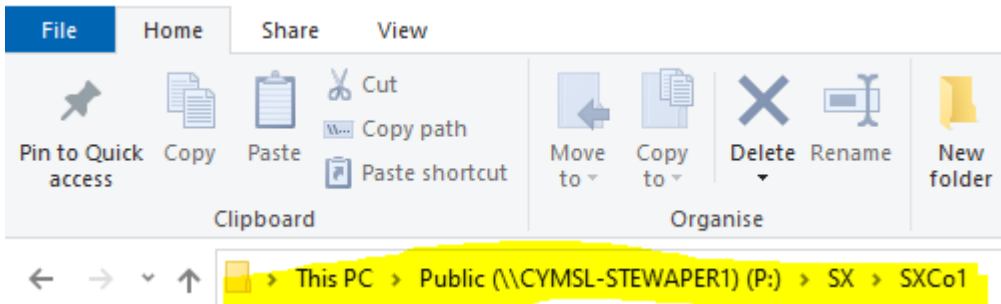 File Home Share View
Pin to Quick access
Copy
Paste
Cut
Copy path
Paste shortcut
Clipboard
Move to
Copy to
Delete
Rename
Organise
New folder
This PC > Public (\\CYMSL-STEWAPER1) (P:) > SX > SXCo1